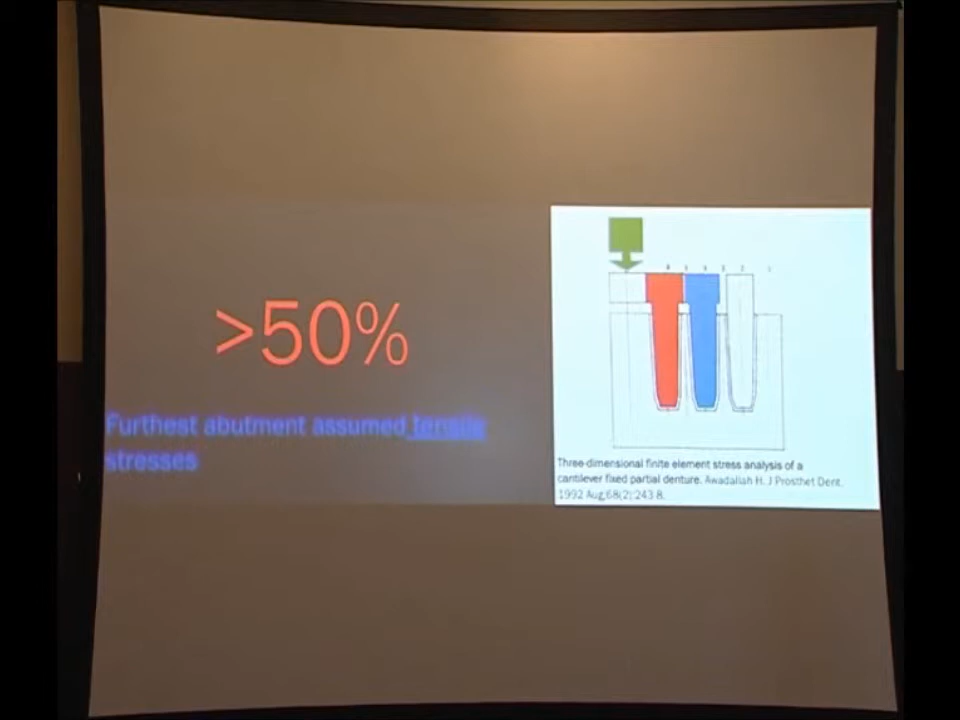 >50%
Furthest abutment assumed tensile
stresses
Three-dimensional finite element stress analysis of a
cantilever fixed partial denture. Awadallah H. J Prosthet Dent.
1992 Aug;68(2):243-8.